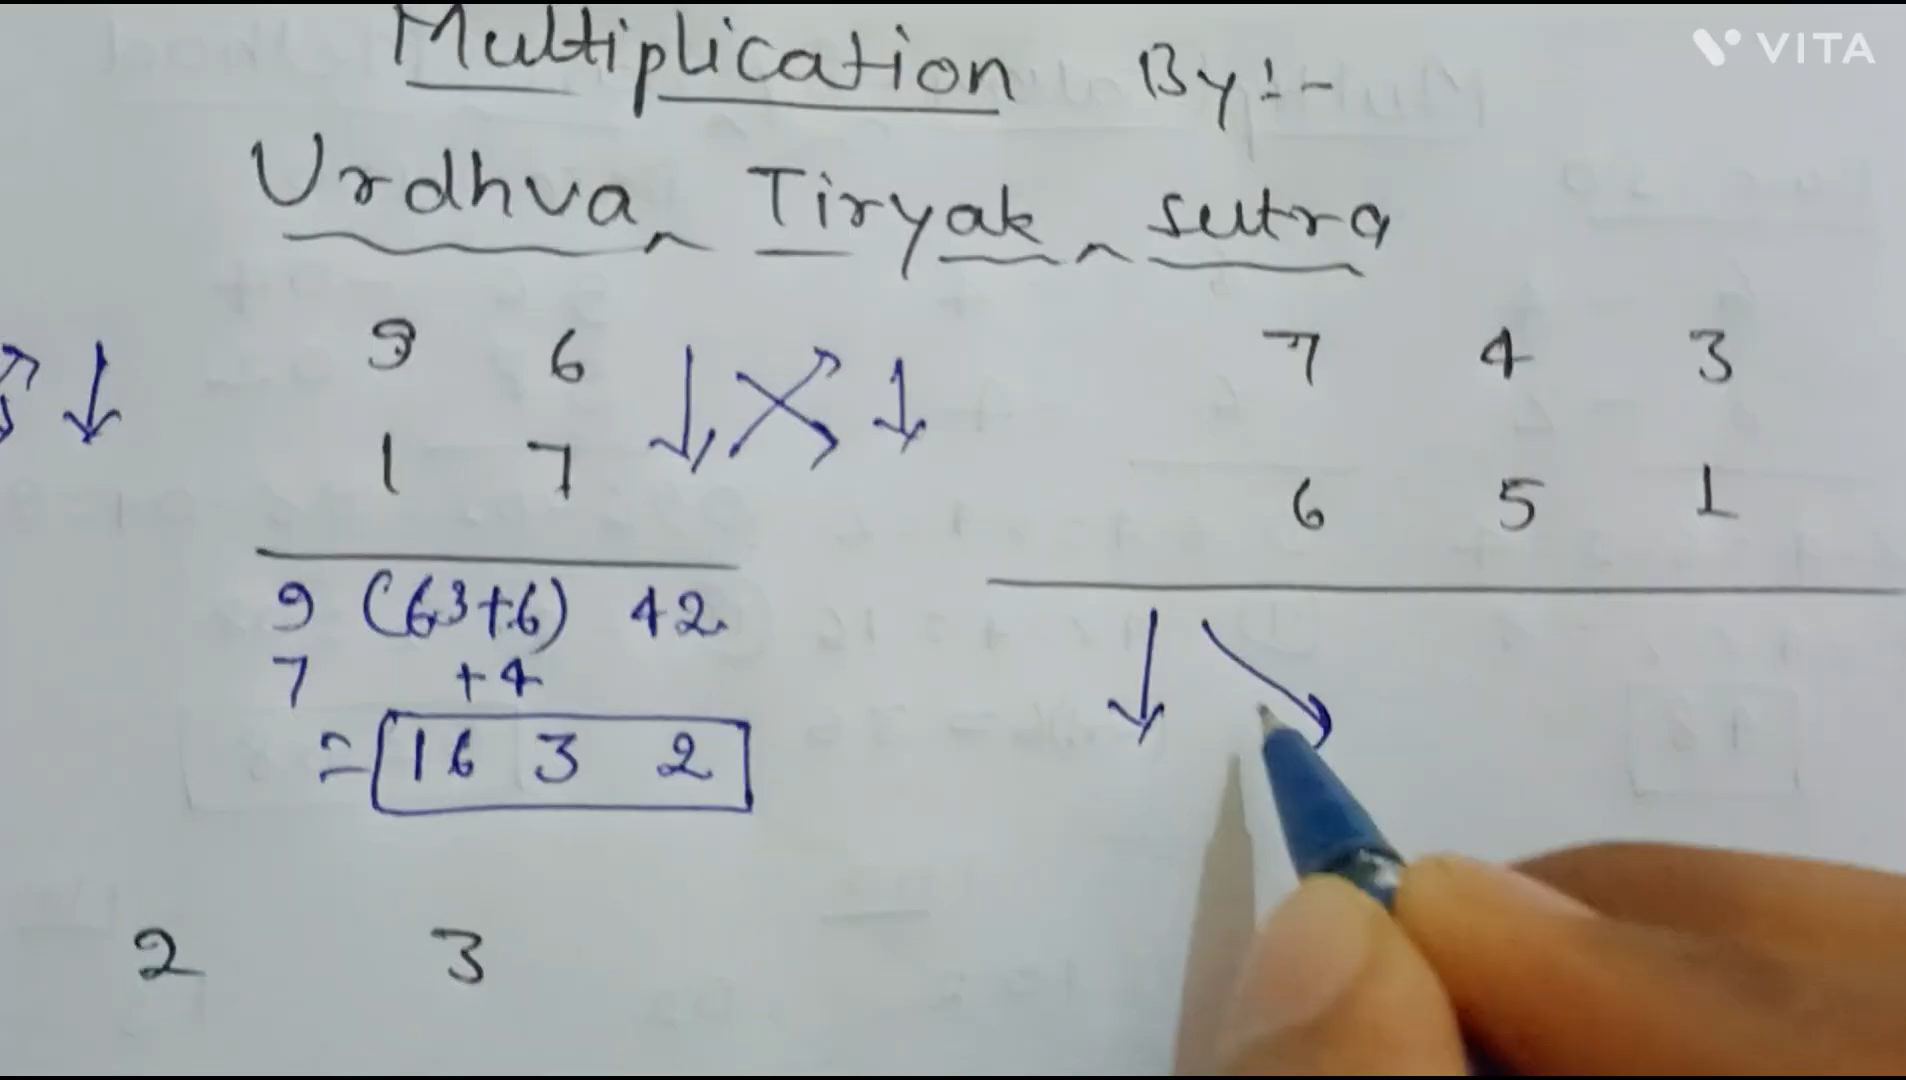 Multiplication By:-
VITA
Urdhva Tiryak sutra
9 6
1 7
9 (63+6) 42
7 +4
= 16 3 2
7 4 3
6 5 1
2 3